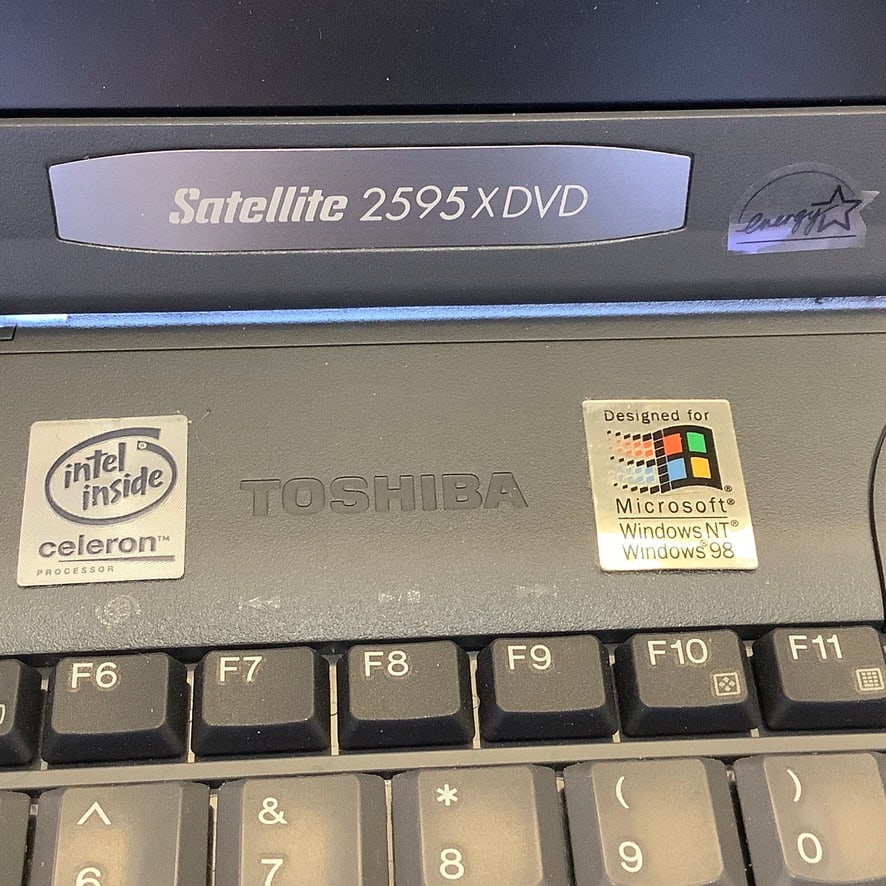 Satellite 2595XDVD
energy
intel
inside
celeron™
PROCESSOR
TOSHIBA
Designed for
Microsoft®
Windows NT®
Windows®98
F6
F7
F8
F9
F10
F11
^
6
&
7
*
8
(
9
)
0